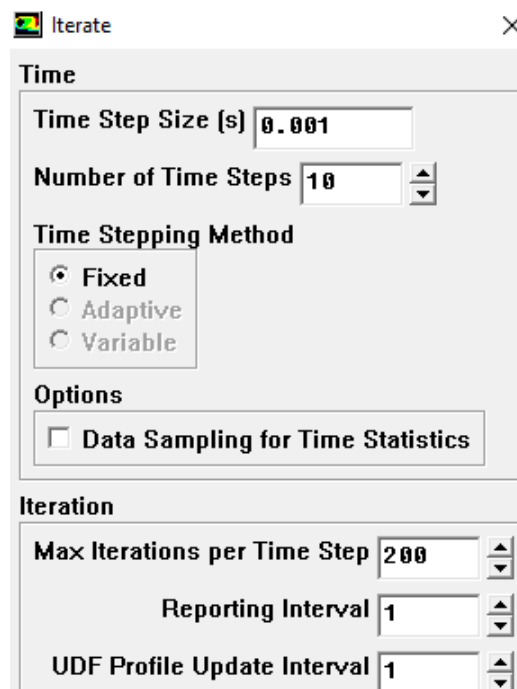 Iterate
Time
Time Step Size (s) 0.001
Number of Time Steps 10
Time Stepping Method
Fixed
Adaptive
Variable
Options
Data Sampling for Time Statistics
Iteration
Max Iterations per Time Step 200
Reporting Interval 1
UDF Profile Update Interval 1